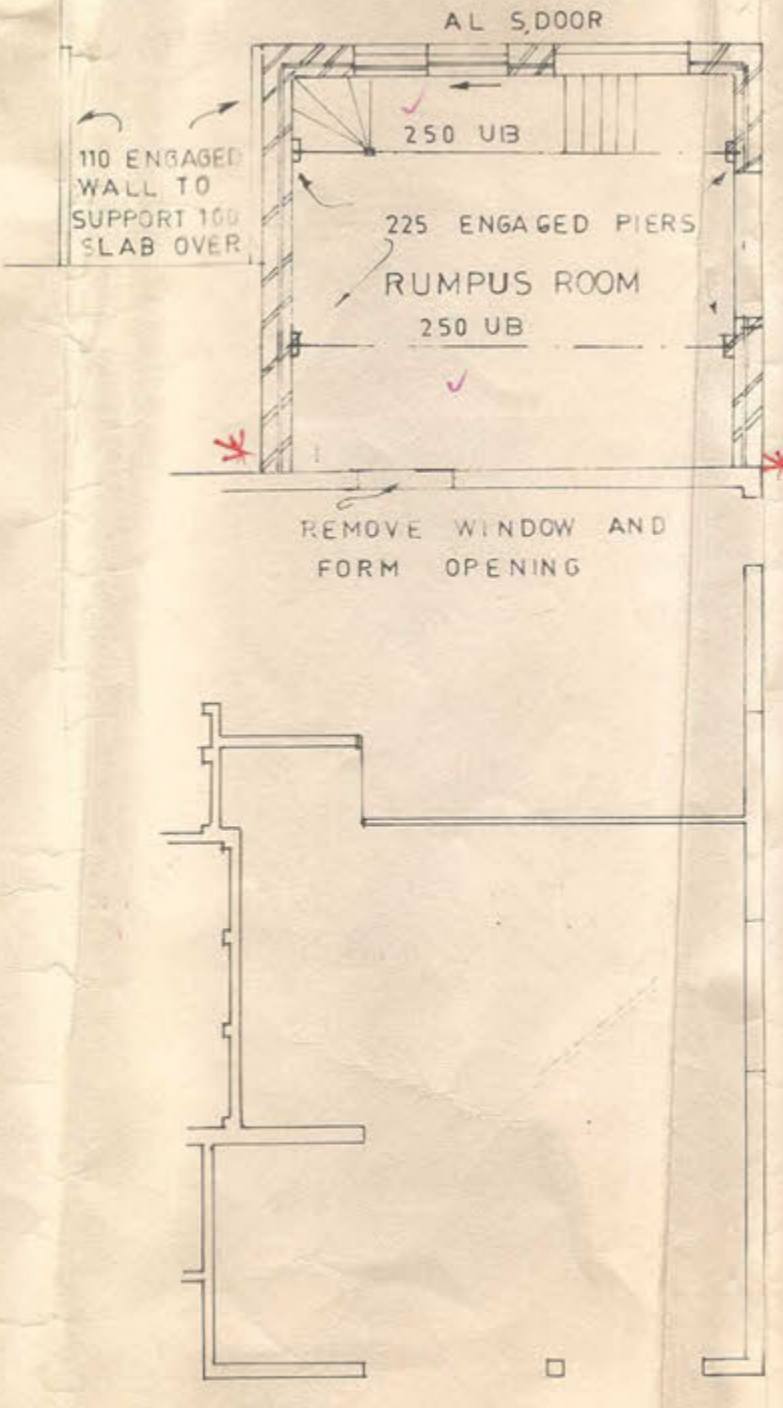 AL S,DOOR
250 UB
110 ENGAGED
WALL TO
SUPPORT 100
SLAB OVER
225 ENGAGED PIERS
RUMPUS ROOM
250 UB
REMOVE WINDOW AND
FORM OPENING